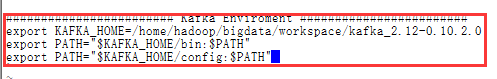 ####################### Kafka Enviroment ########################
export KAFKA_HOME=/home/hadoop/bigdata/workspace/kafka_2.12-0.10.2.0
export PATH="$KAFKA_HOME/bin:$PATH"
export PATH="$KAFKA_HOME/config:$PATH"
~